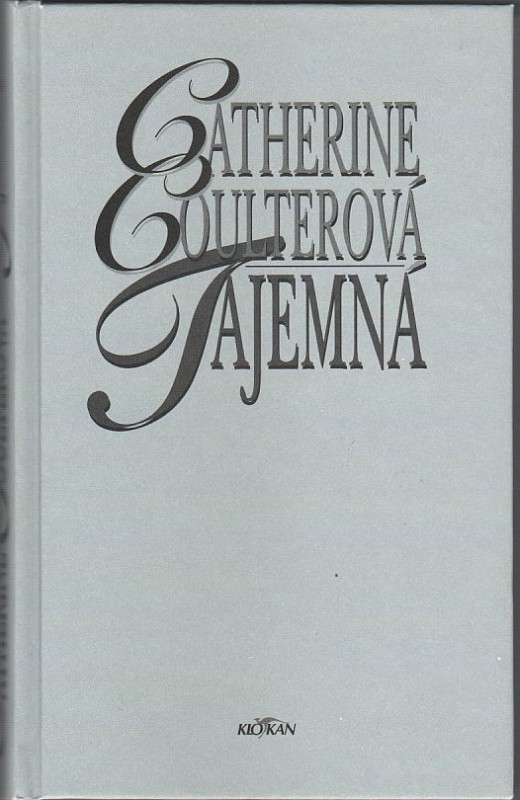 CATHERINE
COULTEROVÁ
TAJEMNÁ
KLOKAN